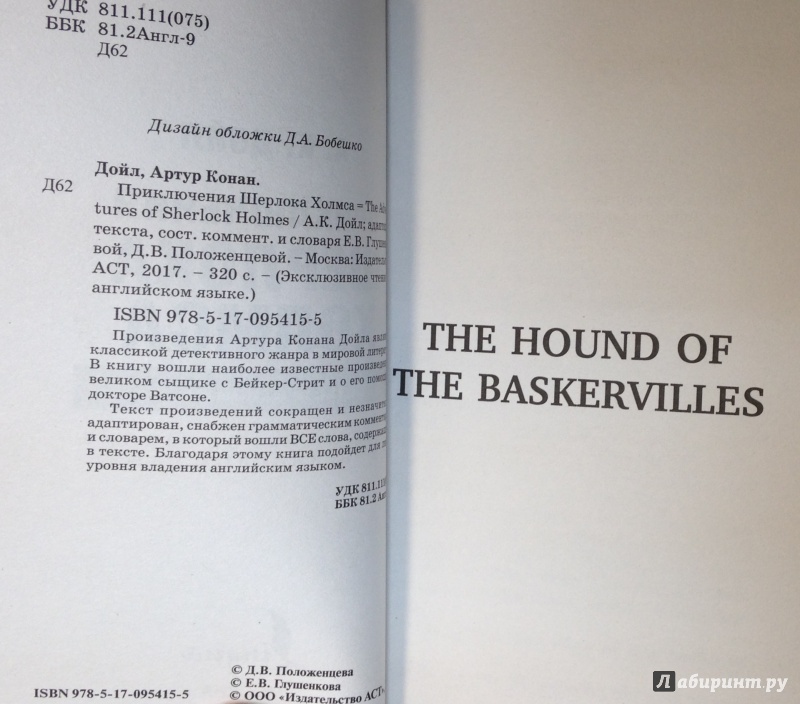 УДК 811.111(075)
ББК 81.2Англ-9
Д62
Дизайн обложки Д.А. Бобешко
Дойл, Артур Конан.
Д62 Приключения Шерлока Холмса = The
tures of Sherlock Holmes / А.К. Дойл;
текста, сост. коммент. и словаря Е.В.
вой, Д.В. Положенцевой. – Москва:
АСТ, 2017. – 320 с. – (Эксклюзивное
английском языке.)
ISBN 978-5-17-095415-5
Произведения Артура Конана Дойла
классикой детективного жанра в мировой
В книгу вошли наиболее известные
великом сыщике с Бейкер-Стрит и о его
докторе Ватсоне.
Текст произведений сокращен и
адаптирован, снабжен грамматическим
и словарем, в который вошли ВСЕ слова,
в тексте. Благодаря этому книга подойдет для
уровня владения английским языком.
УДК
ББК 81.2
© Д.В. Положенцева
© Е.В. Глушенкова
ISBN 978-5-17-095415-5 © ООО «Издательство АСТ»
THE HOUND OF
THE BASKERVILLES
Лабиринт.ру